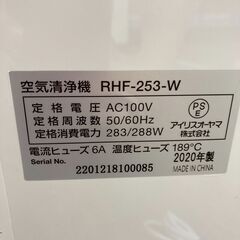 空気清浄機 RHF-253-W
定格電圧 AC100V
定格周波数 50/60Hz
定格消費電力 283/288W
PS
E
アイリスオーヤマ
株式会社
電流ヒューズ 6A 温度ヒューズ 189℃
Serial No. 2020年製
2201218100085 MADE IN CHINA